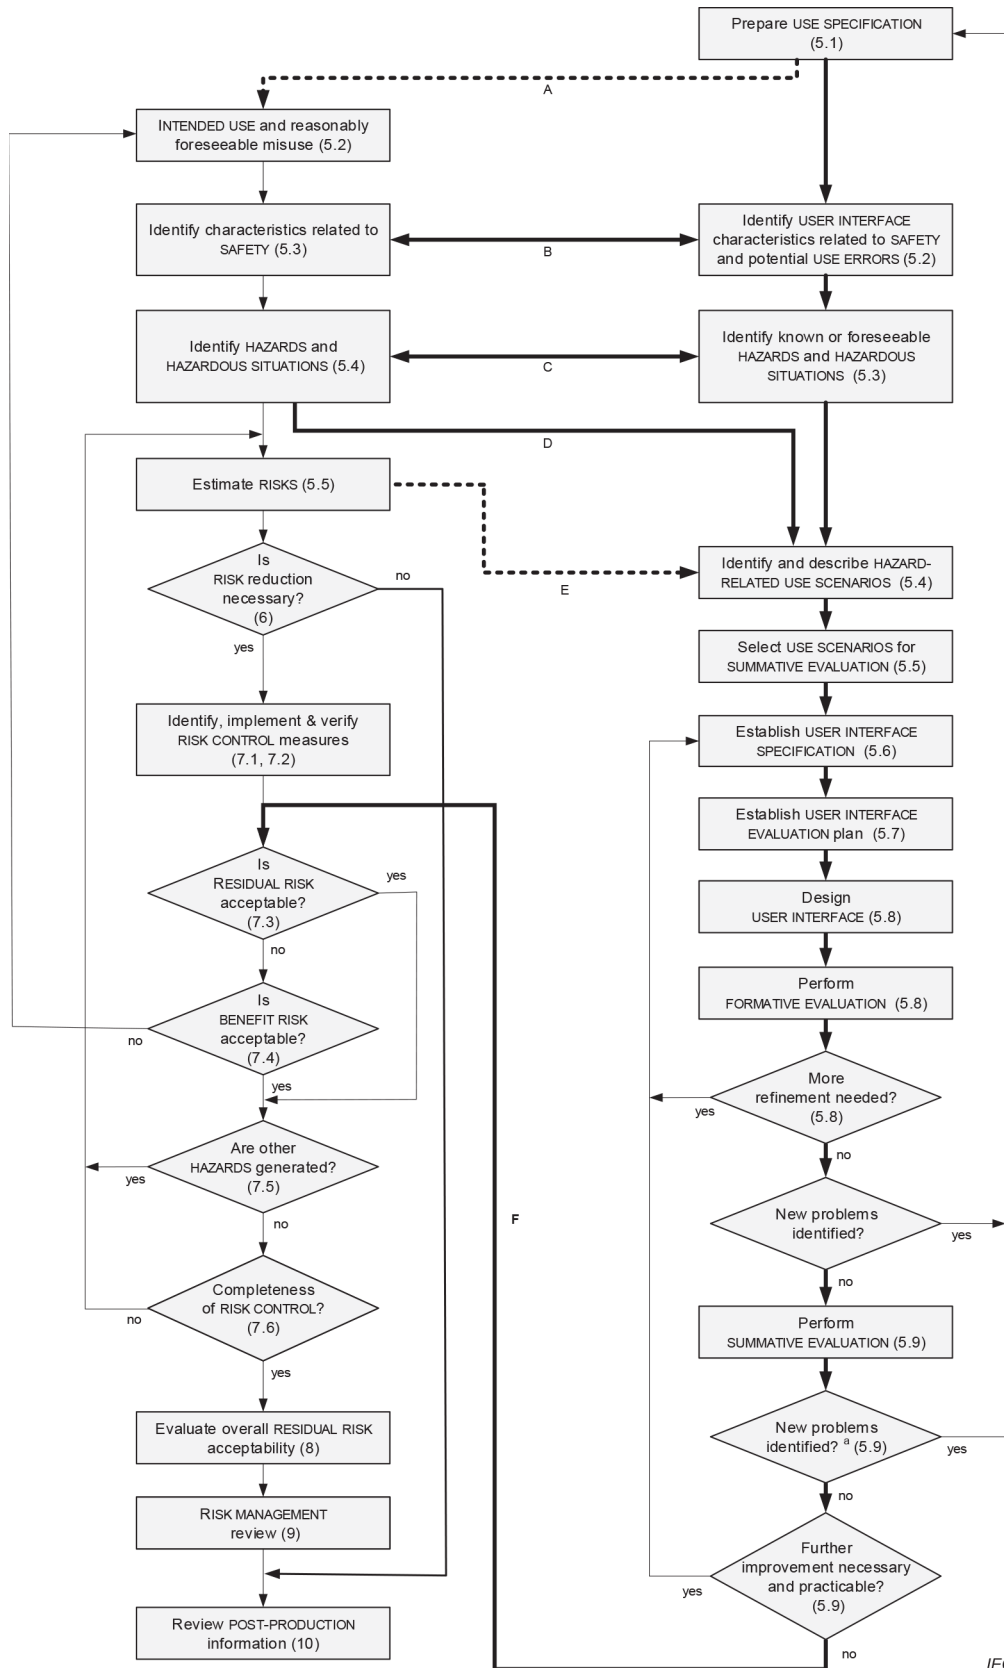 Prepare USE SPECIFICATION
(5.1)
A
INTENDED USE and reasonably
foreseeable misuse (5.2)
Identify characteristics related to
SAFETY (5.3)
B
Identify USER INTERFACE
characteristics related to SAFETY
and potential USE ERRORS (5.2)
Identify HAZARDS and
HAZARDOUS SITUATIONS (5.4)
C
Identify known or foreseeable
HAZARDS and HAZARDOUS
SITUATIONS (5.3)
D
Estimate RISKS (5.5)
E
Identify and describe HAZARD-
RELATED USE SCENARIOS (5.4)
Is
RISK reduction
necessary?
(6)
no
yes
Select USE SCENARIOS for
SUMMATIVE EVALUATION (5.5)
Identify, implement & verify
RISK CONTROL measures
(7.1, 7.2)
Establish USER INTERFACE
SPECIFICATION (5.6)
Establish USER INTERFACE
EVALUATION plan (5.7)
Is
RESIDUAL RISK
acceptable?
(7.3)
yes
no
Design
USER INTERFACE (5.8)
Perform
FORMATIVE EVALUATION (5.8)
Is
BENEFIT RISK
acceptable?
(7.4)
no
yes
More
refinement needed?
(5.8)
yes
no
Are other
HAZARDS generated?
(7.5)
yes
no
F
New problems
identified?
yes
no
Completeness
of RISK CONTROL?
(7.6)
no
yes
Perform
SUMMATIVE EVALUATION (5.9)
Evaluate overall RESIDUAL RISK
acceptability (8)
New problems
identified? a (5.9)
yes
no
RISK MANAGEMENT
review (9)
Further
improvement necessary
and practicable?
(5.9)
yes
no
Review POST-PRODUCTION
information (10)